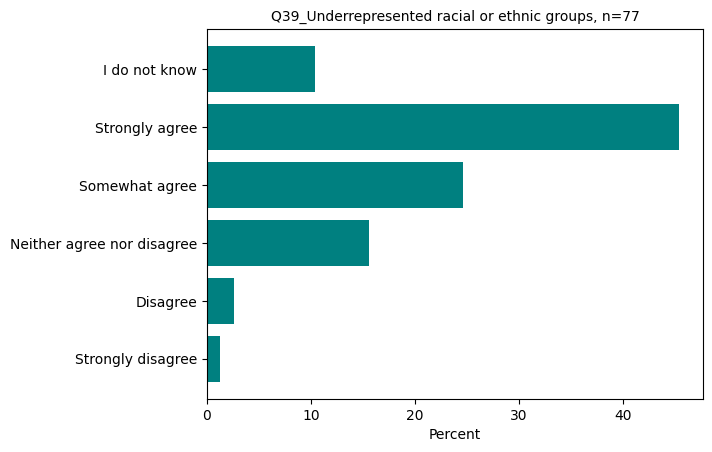 Q39_Underrepresented racial or ethnic groups, n=77
I do not know
Strongly agree
Somewhat agree
Neither agree nor disagree
Disagree
Strongly disagree
0 10 20 30 40
Percent